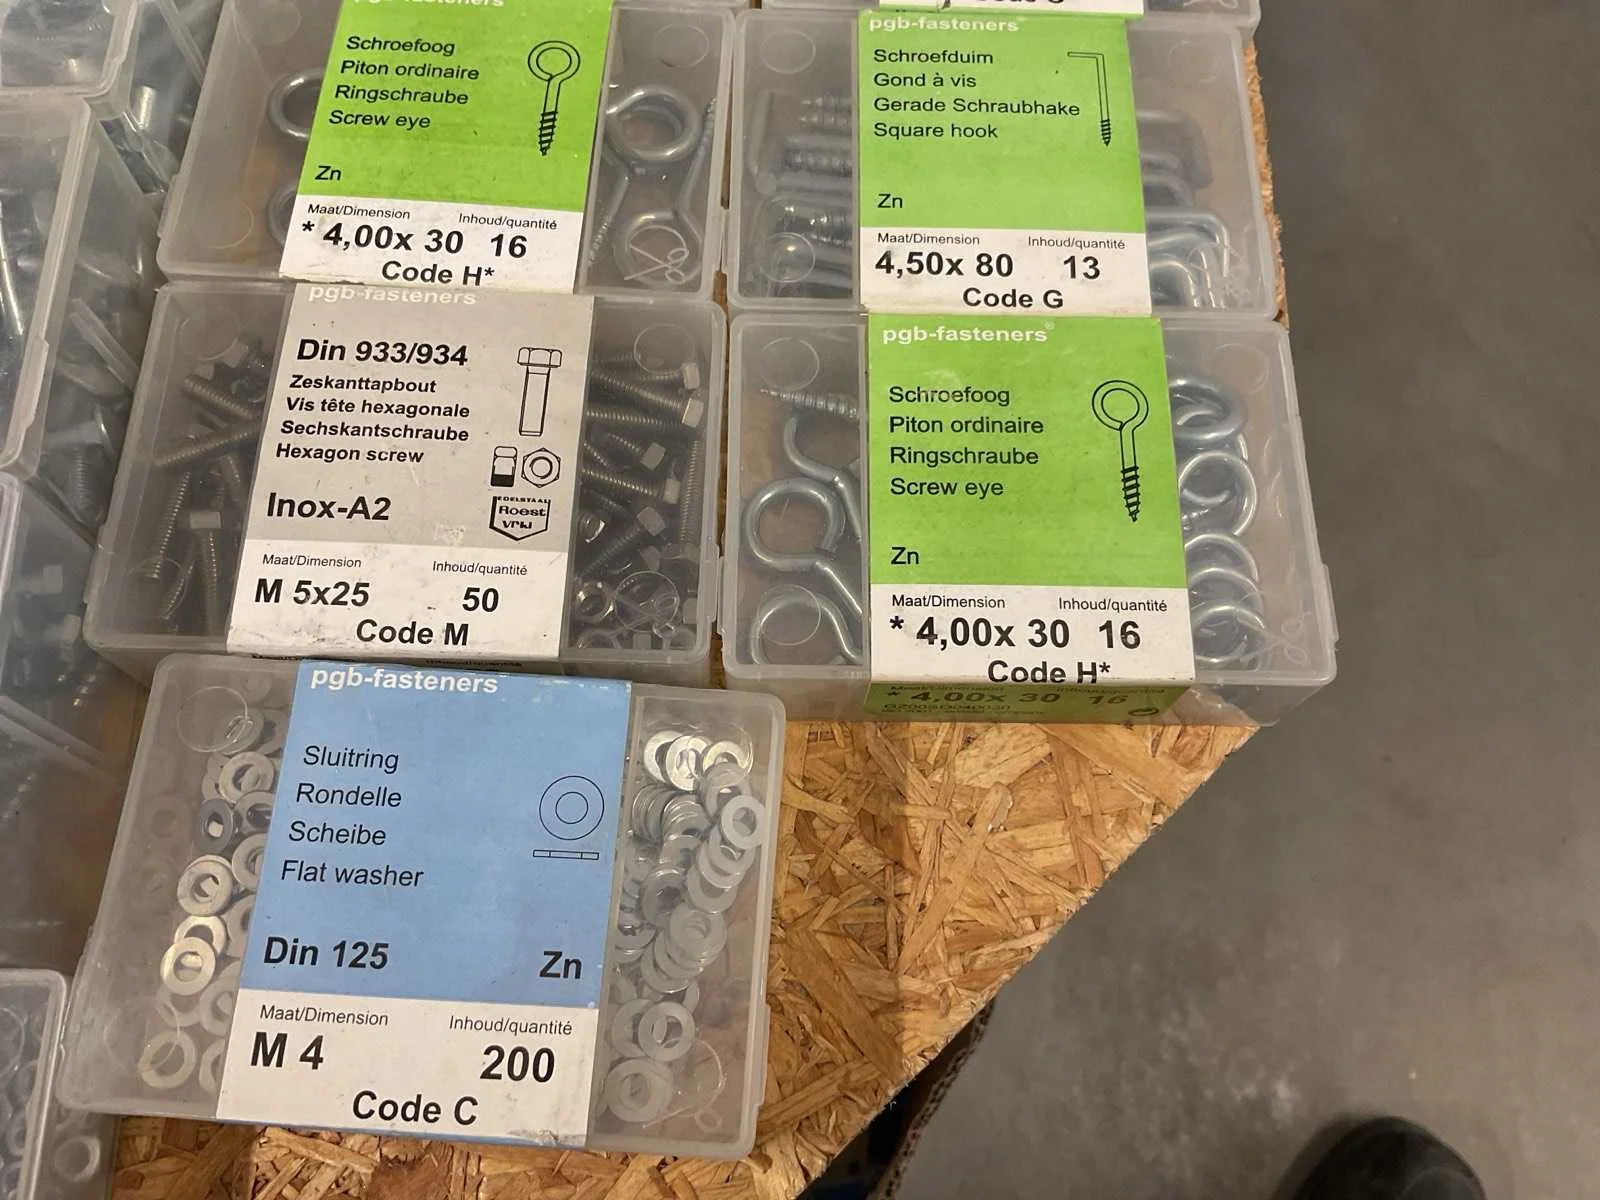 pgb-fasteners
Schroefoog
Piton ordinaire
Ringschraube
Screw eye
Zn
Maat/Dimension Inhoud/quantité
* 4,00x 30 16
Code H*
pgb-fasteners
Schroefduim
Gond à vis
Gerade Schraubhake
Square hook
Zn
Maat/Dimension Inhoud/quantité
4,50x 80 13
Code G
pgb-fasteners
Din 933/934
Zeskanttapbout
Vis tête hexagonale
Sechskantschraube
Hexagon screw
Inox-A2
EDELSTAAL
Roest
vrij
Maat/Dimension Inhoud/quantité
M 5x25 50
Code M
pgb-fasteners®
Schroefoog
Piton ordinaire
Ringschraube
Screw eye
Zn
Maat/Dimension Inhoud/quantité
* 4,00x 30 16
Code H*
* 4,00x 30 16
pgb-fasteners
Sluitring
Rondelle
Scheibe
Flat washer
Din 125 Zn
Maat/Dimension Inhoud/quantité
M 4 200
Code C